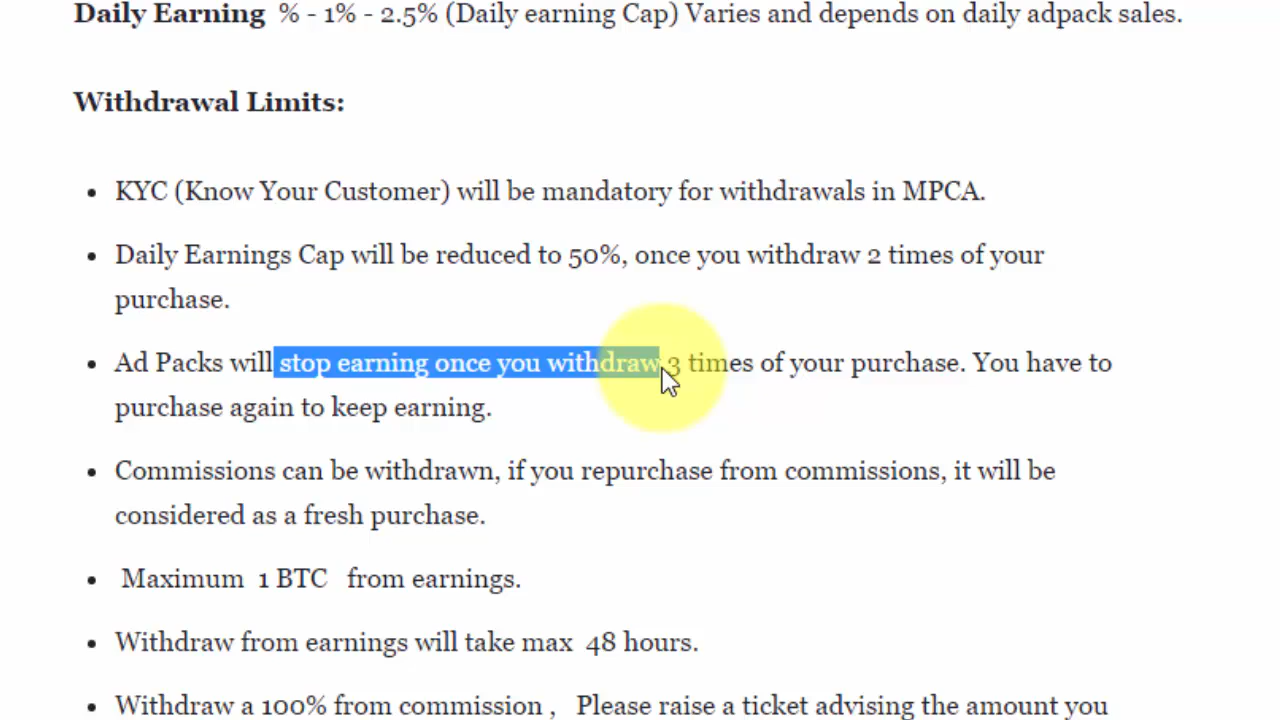 Daily Earning % - 1% - 2.5% (Daily earning Cap) Varies and depends on daily adpack sales.
Withdrawal Limits:
• KYC (Know Your Customer) will be mandatory for withdrawals in MPCA.
• Daily Earnings Cap will be reduced to 50%, once you withdraw 2 times of your
purchase.
• Ad Packs will stop earning once you withdraw 3 times of your purchase. You have to
purchase again to keep earning.
• Commissions can be withdrawn, if you repurchase from commissions, it will be
considered as a fresh purchase.
• Maximum 1 BTC from earnings.
• Withdraw from earnings will take max 48 hours.
• Withdraw a 100% from commission , Please raise a ticket advising the amount you